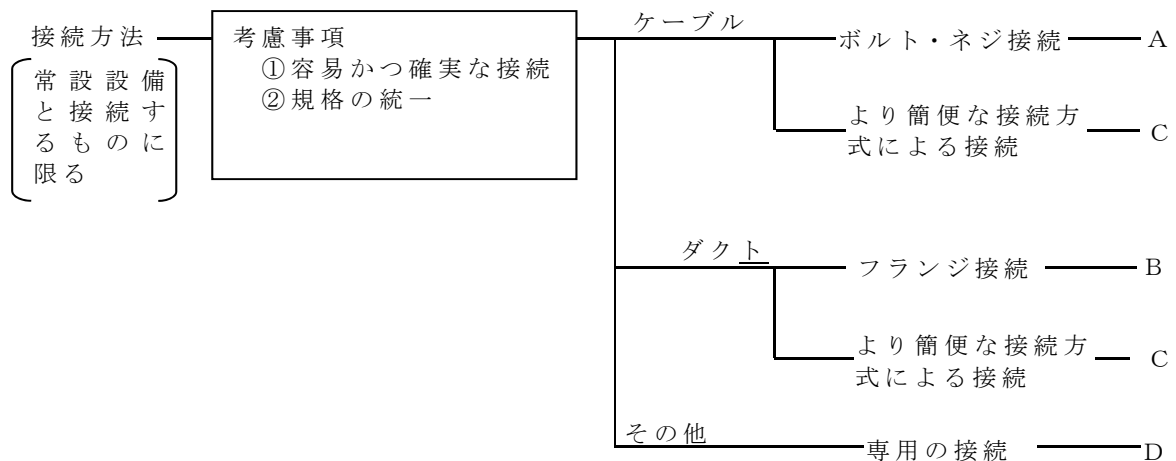 接続方法
常設設備
と接続す
るものに
限る
考慮事項
①容易かつ確実な接続
②規格の統一
ケーブル
ボルト・ネジ接続
A
より簡便な接続方
式による接続
C
ダクト
フランジ接続
B
より簡便な接続方
式による接続
C
その他
専用の接続
D